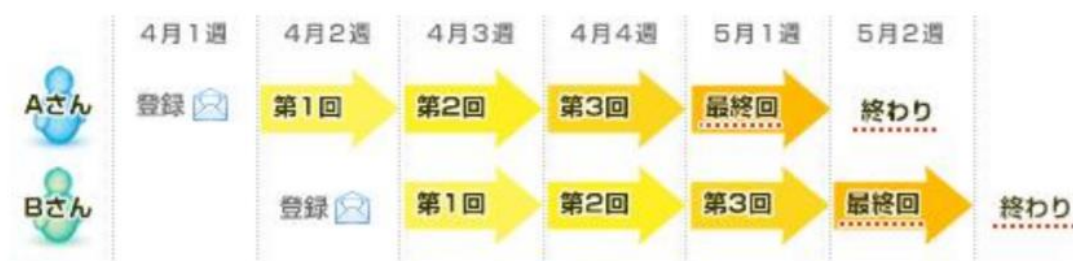 4月1週 4月2週 4月3週 4月4週 5月1週 5月2週
Aさん 登録 第1回 第2回 第3回 最終回 終わり
Bさん 登録 第1回 第2回 第3回 最終回 終わり